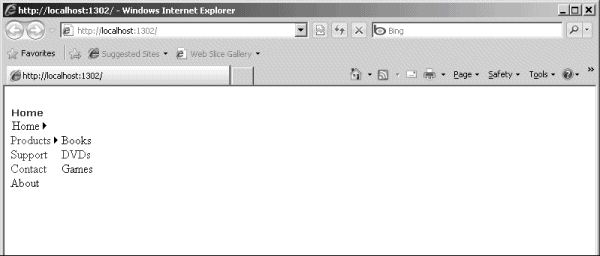 http://localhost:1302/ - Windows Internet Explorer
http://localhost:1302/
Bing
Favorites
Suggested Sites
Web Slice Gallery
http://localhost:1302/
Page
Safety
Tools
Home
Home
Products Books
Support DVDs
Contact Games
About